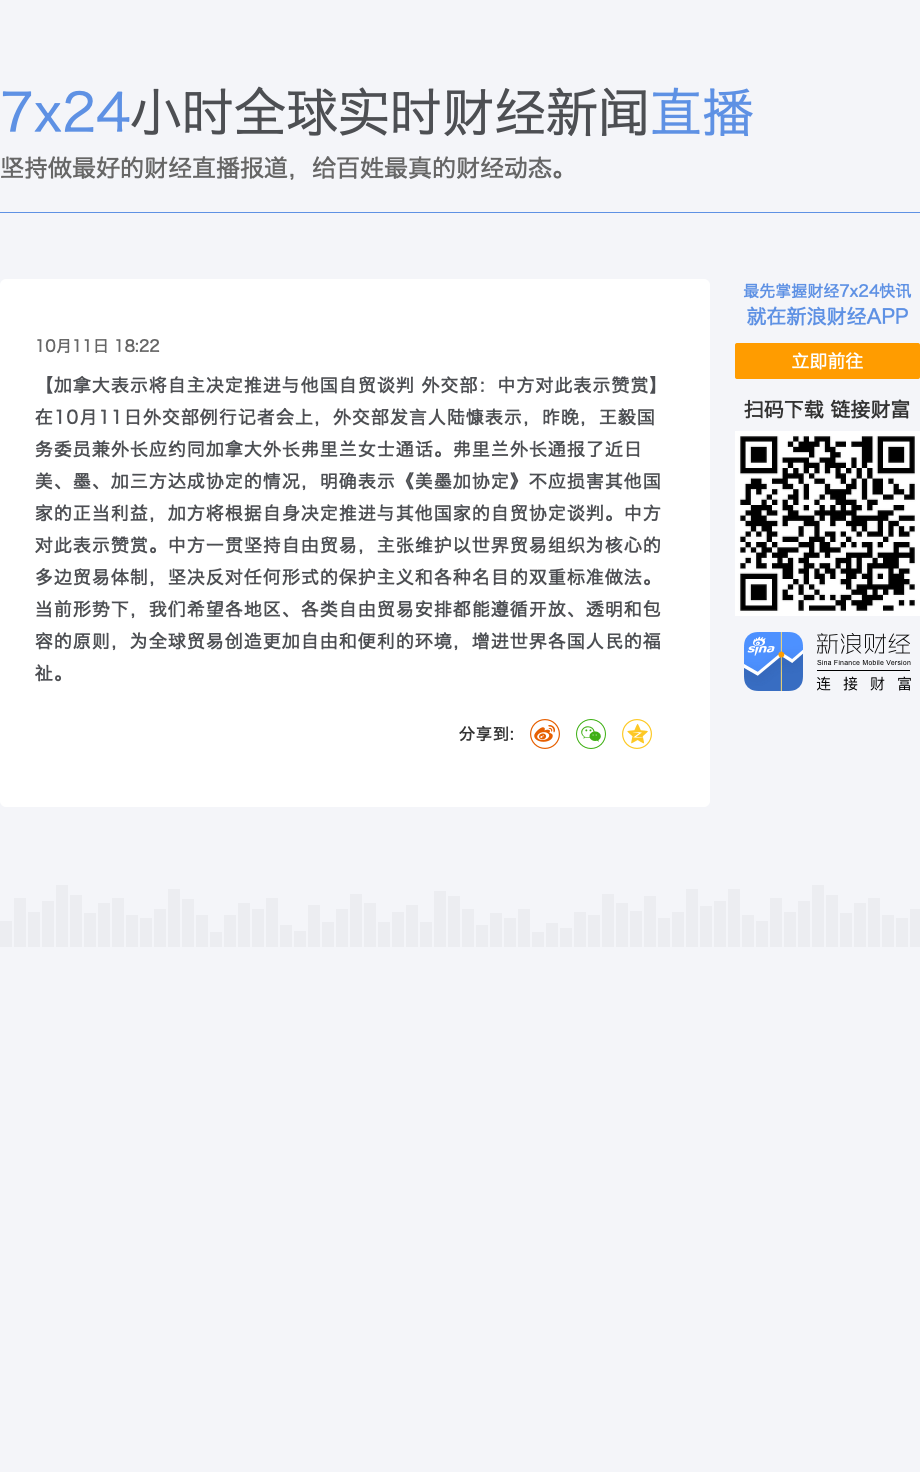 7x24小时全球实时财经新闻直播
坚持做最好的财经直播报道，给百姓最真的财经动态。
10月11日 18:22
【加拿大表示将自主决定推进与他国自贸谈判 外交部：中方对此表示赞赏】
在10月11日外交部例行记者会上，外交部发言人陆慷表示，昨晚，王毅国
务委员兼外长应约同加拿大外长弗里兰女士通话。弗里兰外长通报了近日
美、墨、加三方达成协定的情况，明确表示《美墨加协定》不应损害其他国
家的正当利益，加方将根据自身决定推进与其他国家的自贸协定谈判。中方
对此表示赞赏。中方一贯坚持自由贸易，主张维护以世界贸易组织为核心的
多边贸易体制，坚决反对任何形式的保护主义和各种名目的双重标准做法。
当前形势下，我们希望各地区、各类自由贸易安排都能遵循开放、透明和包
容的原则，为全球贸易创造更加自由和便利的环境，增进世界各国人民的福
祉。
分享到:
最先掌握财经7x24快讯
就在新浪财经APP
立即前往
扫码下载 链接财富
sina
新浪财经
Sina Finance Mobile Version
连接财富